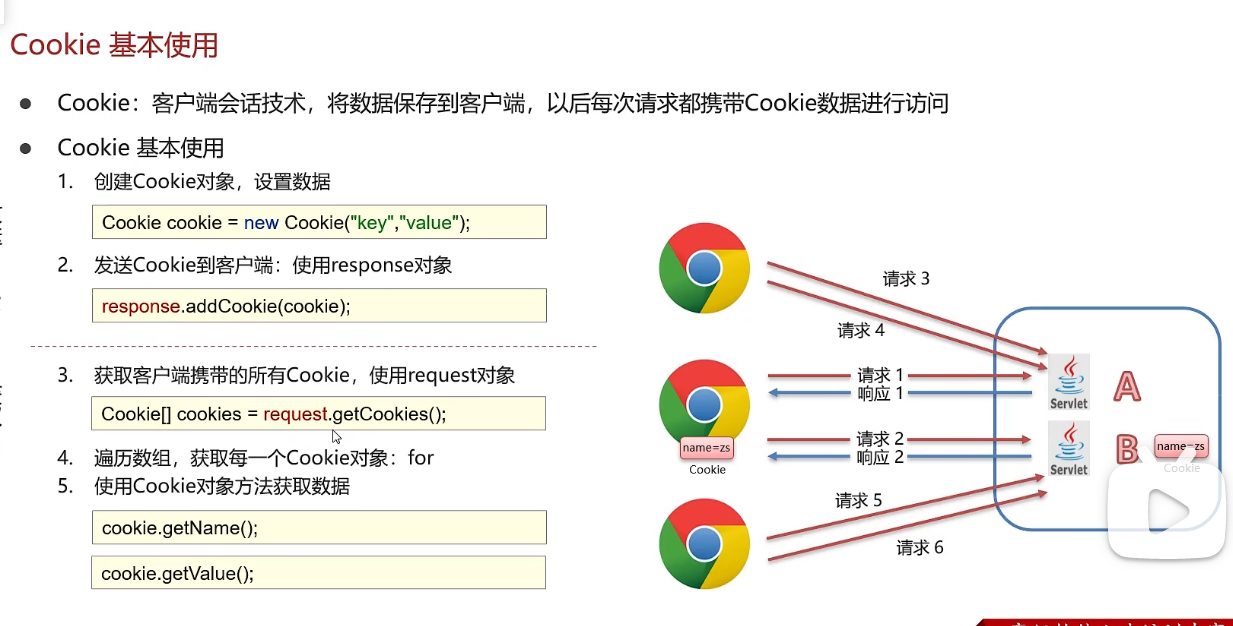 Cookie 基本使用
Cookie：客户端会话技术，将数据保存到客户端，以后每次请求都携带Cookie数据进行访问
Cookie 基本使用
1. 创建Cookie对象，设置数据
Cookie cookie = new Cookie("key","value");
2. 发送Cookie到客户端：使用response对象
response.addCookie(cookie);
3. 获取客户端携带的所有Cookie，使用request对象
Cookie[] cookies = request.getCookies();
4. 遍历数组，获取每一个Cookie对象：for
5. 使用Cookie对象方法获取数据
cookie.getName();
cookie.getValue();
请求 3
请求 4
请求 1
响应 1
Servlet
A
name=zs
Cookie
请求 2
响应 2
Servlet
B
name=zs
Cookie
请求 5
请求 6